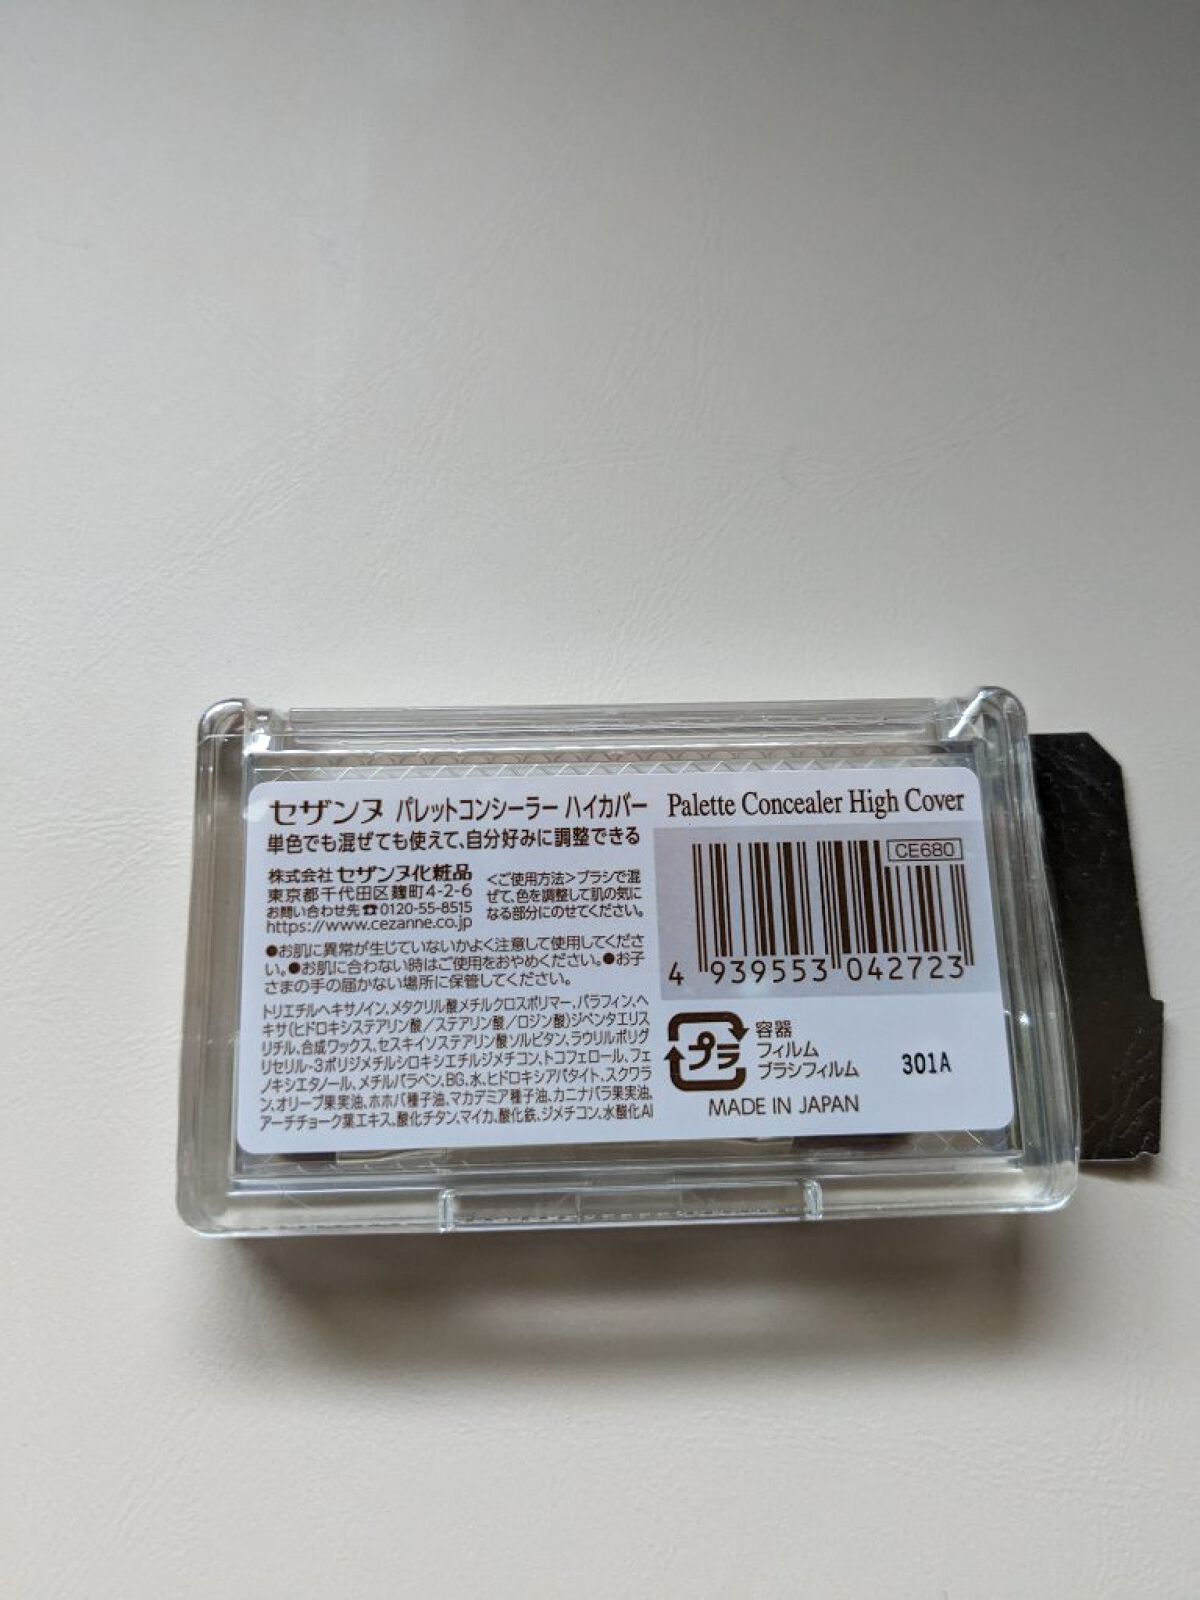 セザンヌ パレットコンシーラー ハイカバー
単色でも混ぜても使えて、自分好みに調整できる
株式会社 セザンヌ化粧品
東京都千代田区麹町4-2-6
お問い合わせ先☎0120-55-8515
https://www.cezanne.co.jp
<ご使用方法>ブラシで混
ぜて、色を調整して肌の気に
なる部分にのせてください。
●お肌に異常が生じていないかよく注意して使用してくださ
い。●お肌に合わない時はご使用をおやめください。●お子
さまの手の届かない場所に保管してください。
トリエチルヘキサノイン、メタクリル酸メチルクロスポリマー、パラフィン、ヘ
キサ(ヒドロキシステアリン酸/ステアリン酸/ロジン酸)ジペンタエリス
リチル、合成ワックス、セスキイソステアリン酸ソルビタン、ラウリルポリグ
リセリル-3ポリジメチルシロキシエチルジメチコン、トコフェロール、フェ
ノキシエタノール、メチルパラベン、BG、水、ヒドロキシアパタイト、スクワラ
ン、オリーブ果実油、ホホバ種子油、マカデミア種子油、カニナバラ果実油、
アーチチョーク葉エキス、酸化チタン、マイカ、酸化鉄、ジメチコン、水酸化Al
Palette Concealer High Cover
CE680
4 939553 042723
プラ
容器
フィルム
ブラシフィルム
301A
MADE IN JAPAN